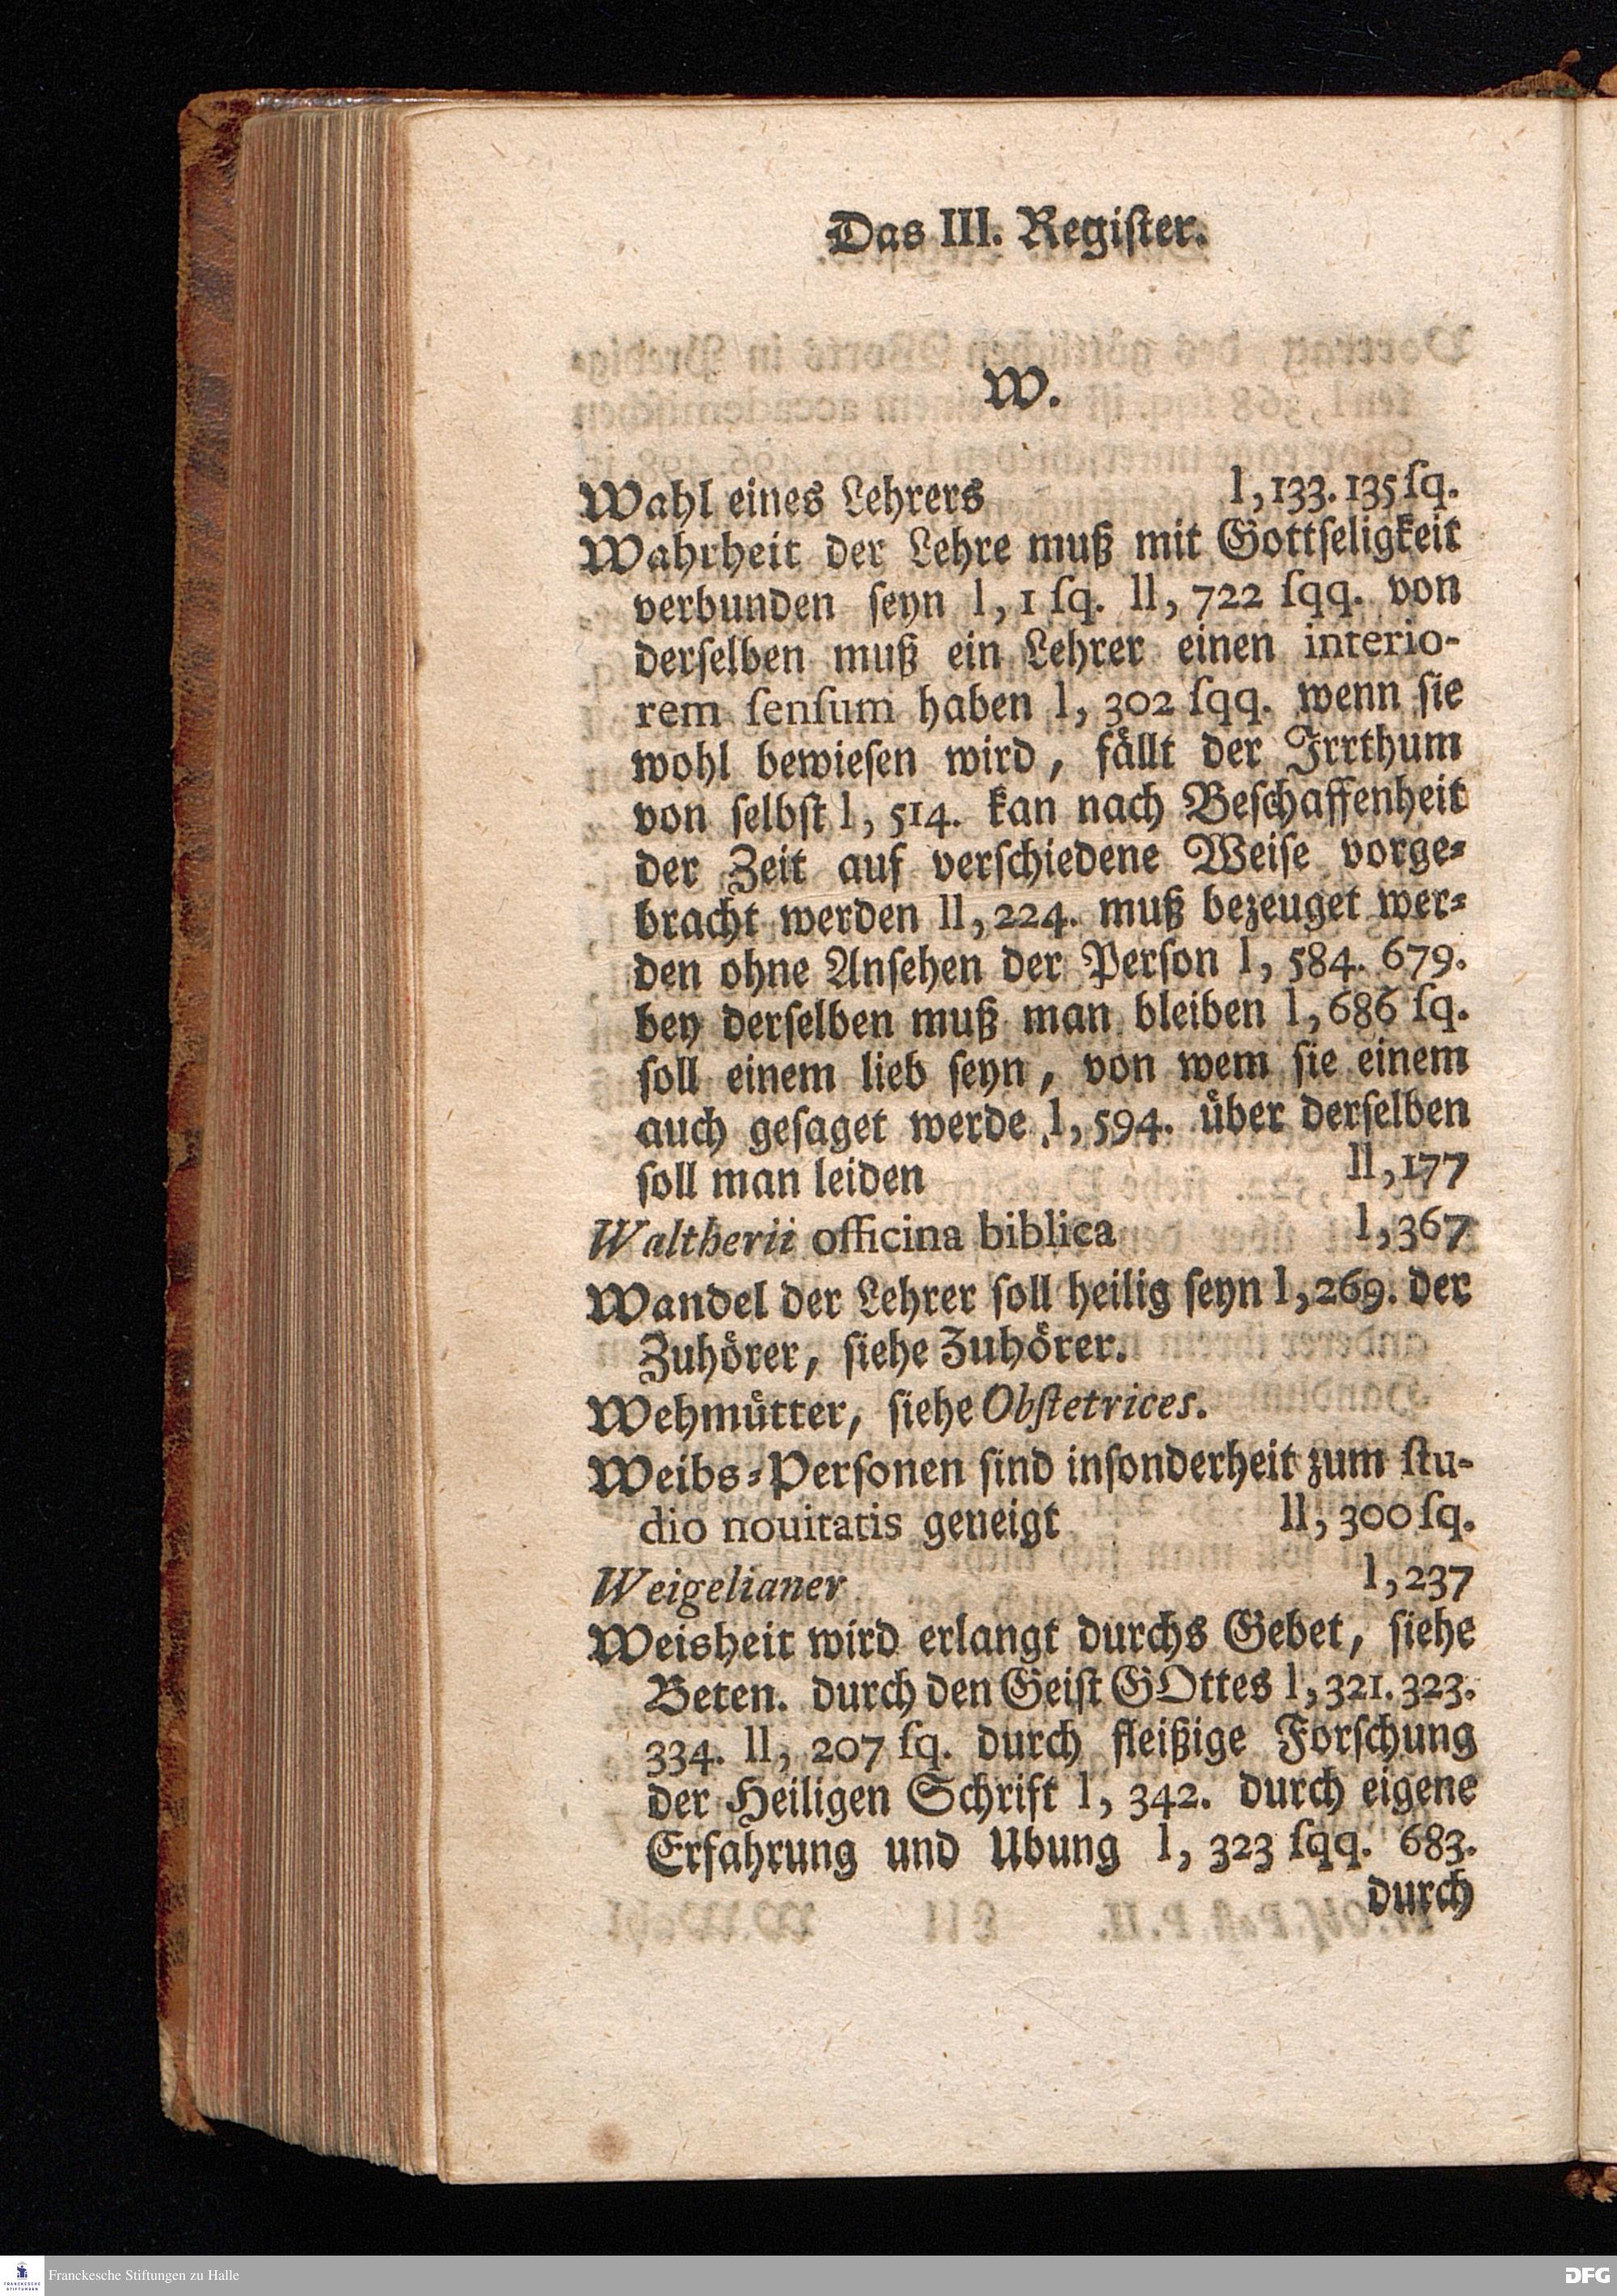 Das III. Regiſter.
W.
Wahl eines Lehrers l, 133. 135 ſq.
Wahrheit der Lehre muß mit Gottſeligkeit
verbunden ſeyn l, 1 ſq. ll, 722 ſqq. von
derſelben muß ein Lehrer einen interio-
rem ſenſum haben l, 302 ſqq. wenn ſie
wohl bewieſen wird, fällt der Irrthum
von ſelbſt l, 514. kan nach Beſchaffenheit
der Zeit auf verſchiedene Weiſe vorge-
bracht werden ll, 224. muß bezeuget wer-
den ohne Anſehen der Perſon l, 584. 679.
bey derſelben muß man bleiben l, 686 ſq.
ſoll einem lieb ſeyn, von wem ſie einem
auch geſaget werde l, 594. über derſelben
ſoll man leiden ll, 177
Waltherii officina biblica l, 367
Wandel der Lehrer ſoll heilig ſeyn l, 269. der
Zuhörer, ſiehe Zuhörer.
Wehmütter, ſiehe Obſtetrices.
Weibs-Perſonen ſind inſonderheit zum ſtu-
dio nouitatis geneigt ll, 300 ſq.
Weigelianer l, 237
Weisheit wird erlangt durchs Gebet, ſiehe
Beten. durch den Geiſt GOttes l, 321. 323.
334. ll, 207 ſq. durch fleißige Forſchung
der Heiligen Schrift l, 342. durch eigene
Erfahrung und Ubung l, 323 ſqq. 683.
durch
Franckesche Stiftungen zu Halle
DFG